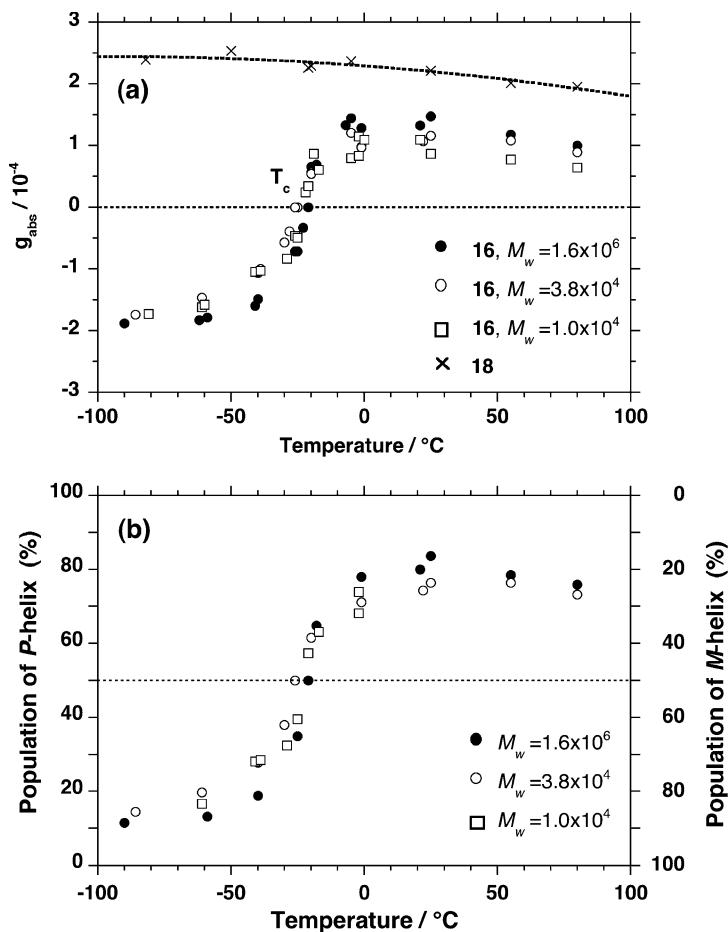 3
2
(a)
1
T_c
0
-1
-2
-3
g_abs / 10^-4
16, M_w =1.6x10^6
16, M_w =3.8x10^4
16, M_w =1.0x10^4
18
-100 -50 0 50 100
Temperature / °C
100 0
(b)
80 20
60 40
40 60
20 80
0 100
Population of P-helix (%)
Population of M-helix (%)
M_w =1.6x10^6
M_w =3.8x10^4
M_w =1.0x10^4
-100 -50 0 50 100
Temperature / °C